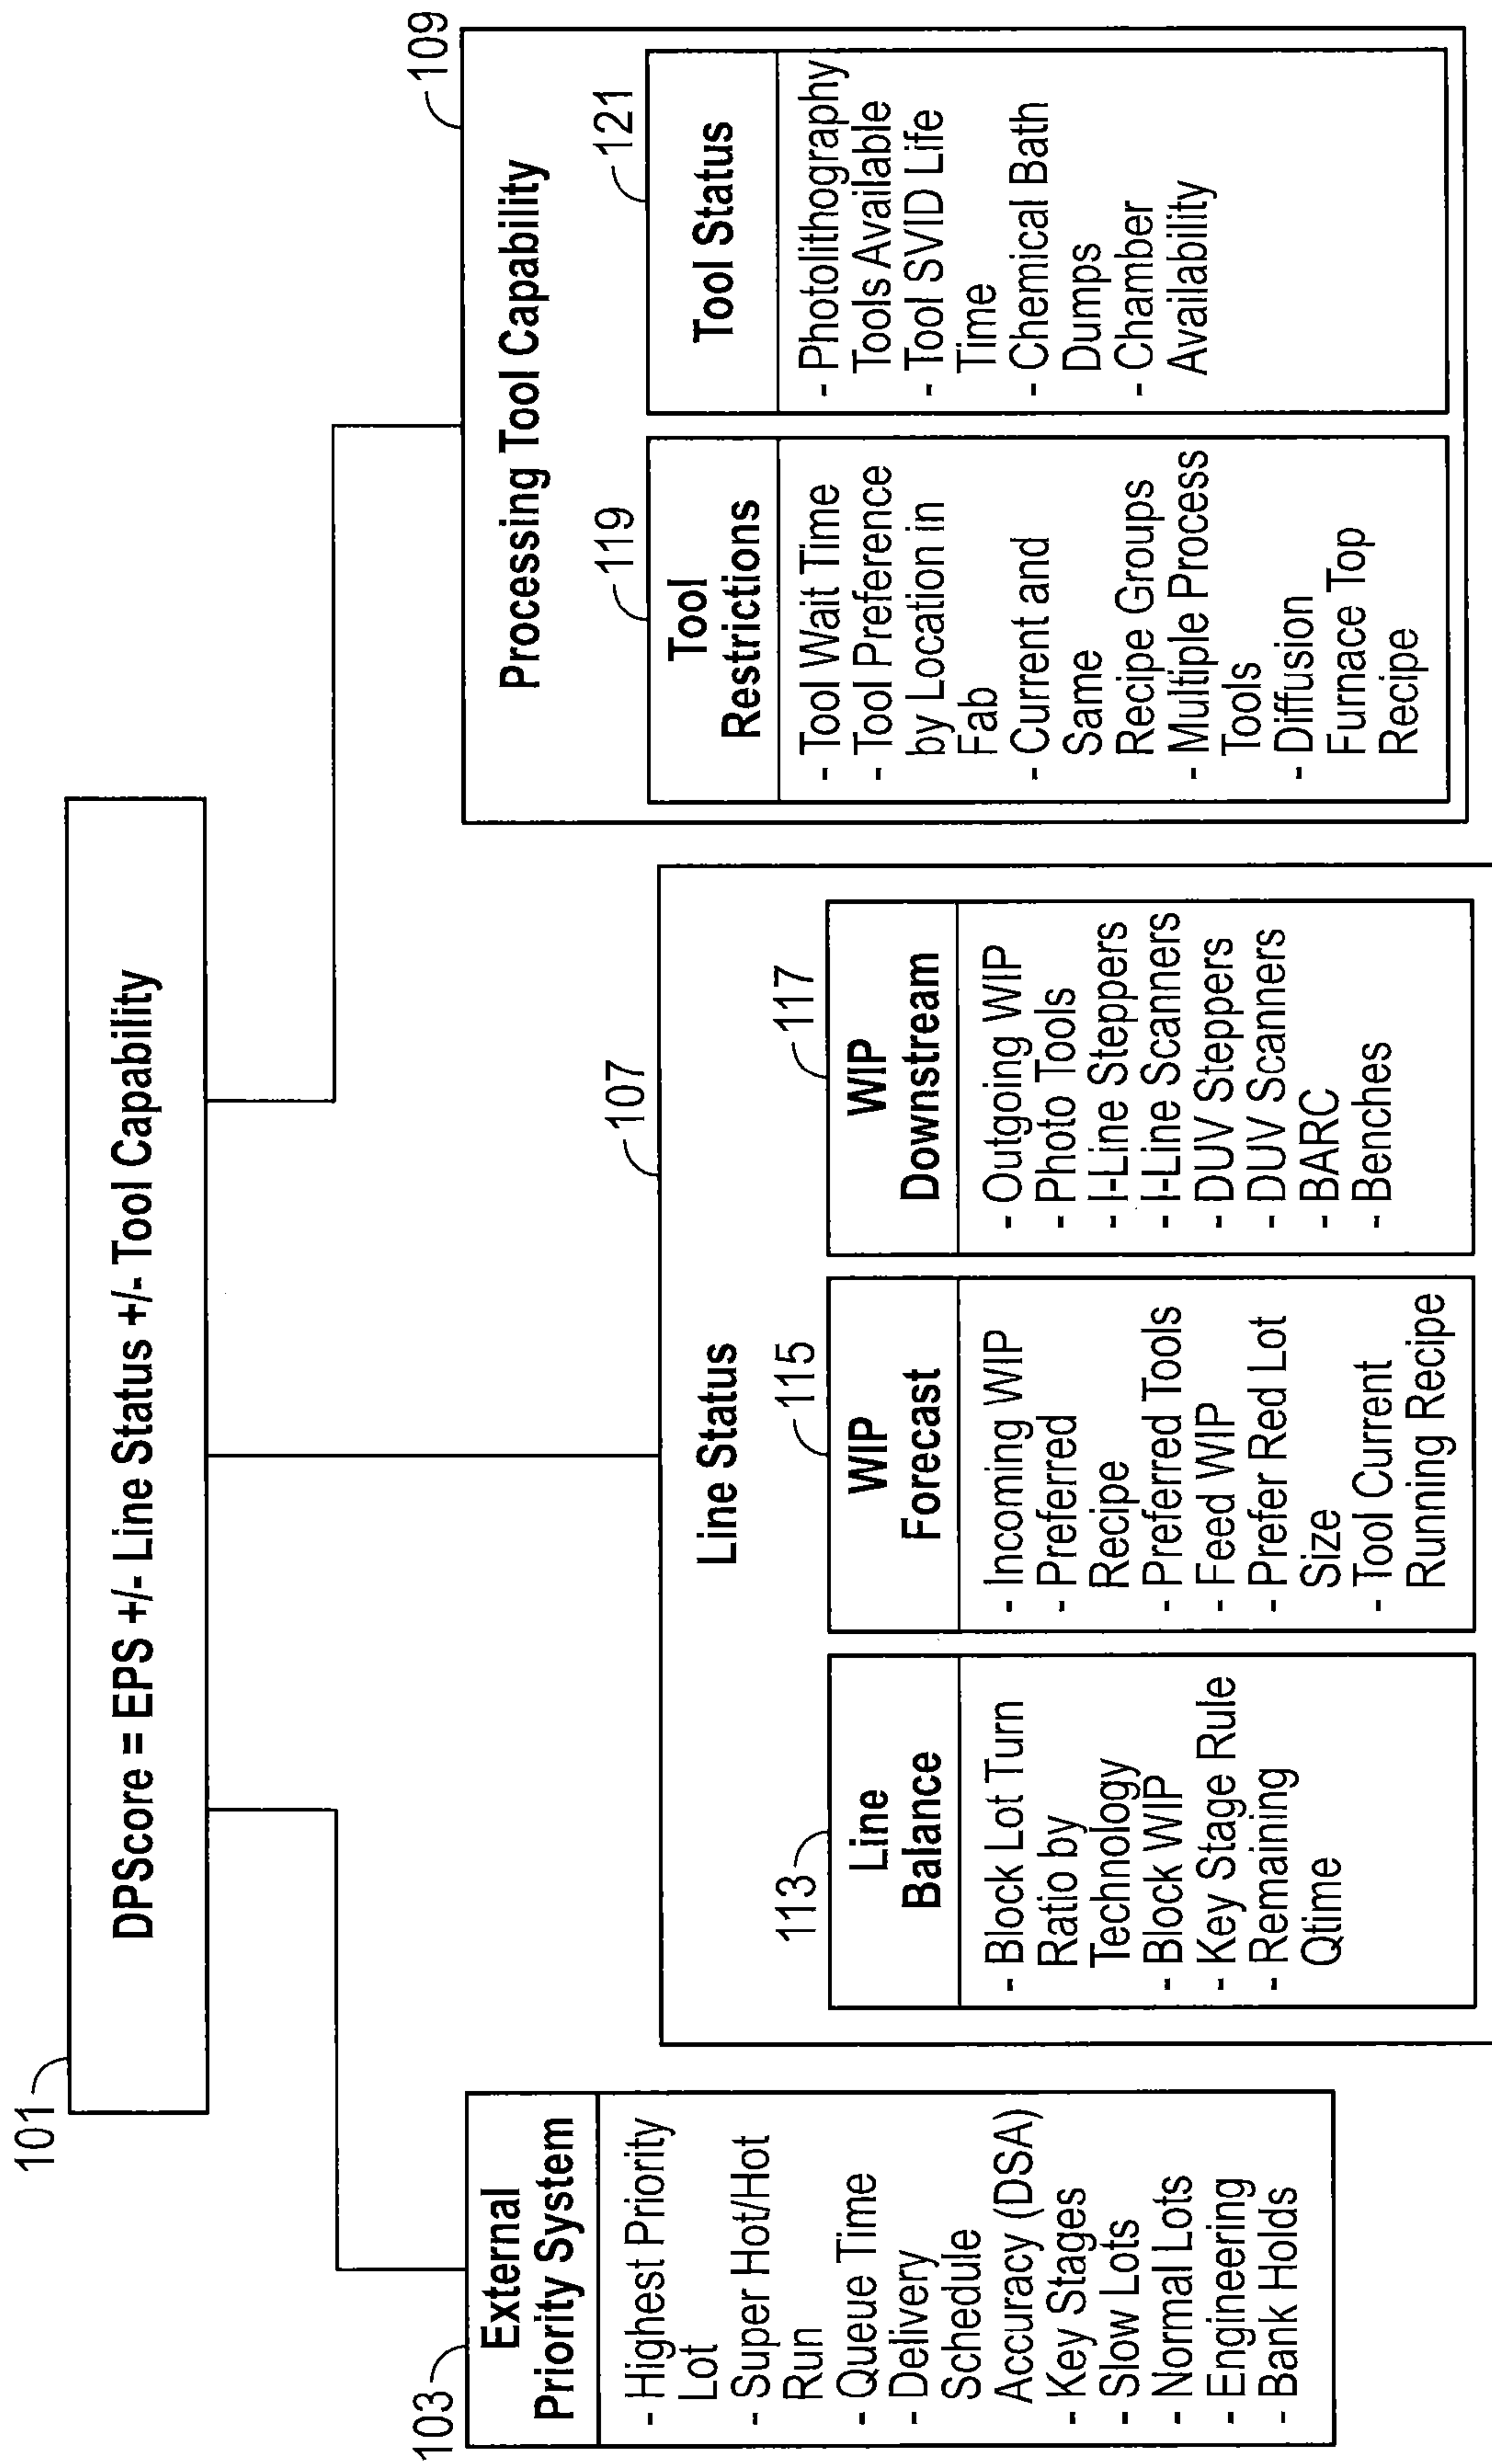 101
DPScore = EPS +/- Line Status +/- Tool Capability
103
External
Priority System
- Highest Priority
Lot
- Super Hot/Hot
Run
- Queue Time
- Delivery
Schedule
Accuracy (DSA)
- Key Stages
- Slow Lots
- Normal Lots
- Engineering
- Bank Holds
107
Line Status
113
Line
Balance
- Block Lot Turn
Ratio by
Technology
- Block WIP
- Key Stage Rule
- Remaining
Qtime
115
WIP
Forecast
- Incoming WIP
- Preferred
Recipe
- Preferred Tools
- Feed WIP
- Prefer Red Lot
Size
- Tool Current
Running Recipe
117
WIP
Downstream
- Outgoing WIP
- Photo Tools
- I-Line Steppers
- I-Line Scanners
- DUV Steppers
- DUV Scanners
- BARC
- Benches
109
Processing Tool Capability
119
Tool
Restrictions
- Tool Wait Time
- Tool Preference
by Location in
Fab
- Current and
Same
Recipe Groups
- Multiple Process
Tools
- Diffusion
Furnace Top
Recipe
121
Tool Status
- Photolithography
Tools Available
- Tool SVID Life
Time
- Chemical Bath
Dumps
- Chamber
Availability